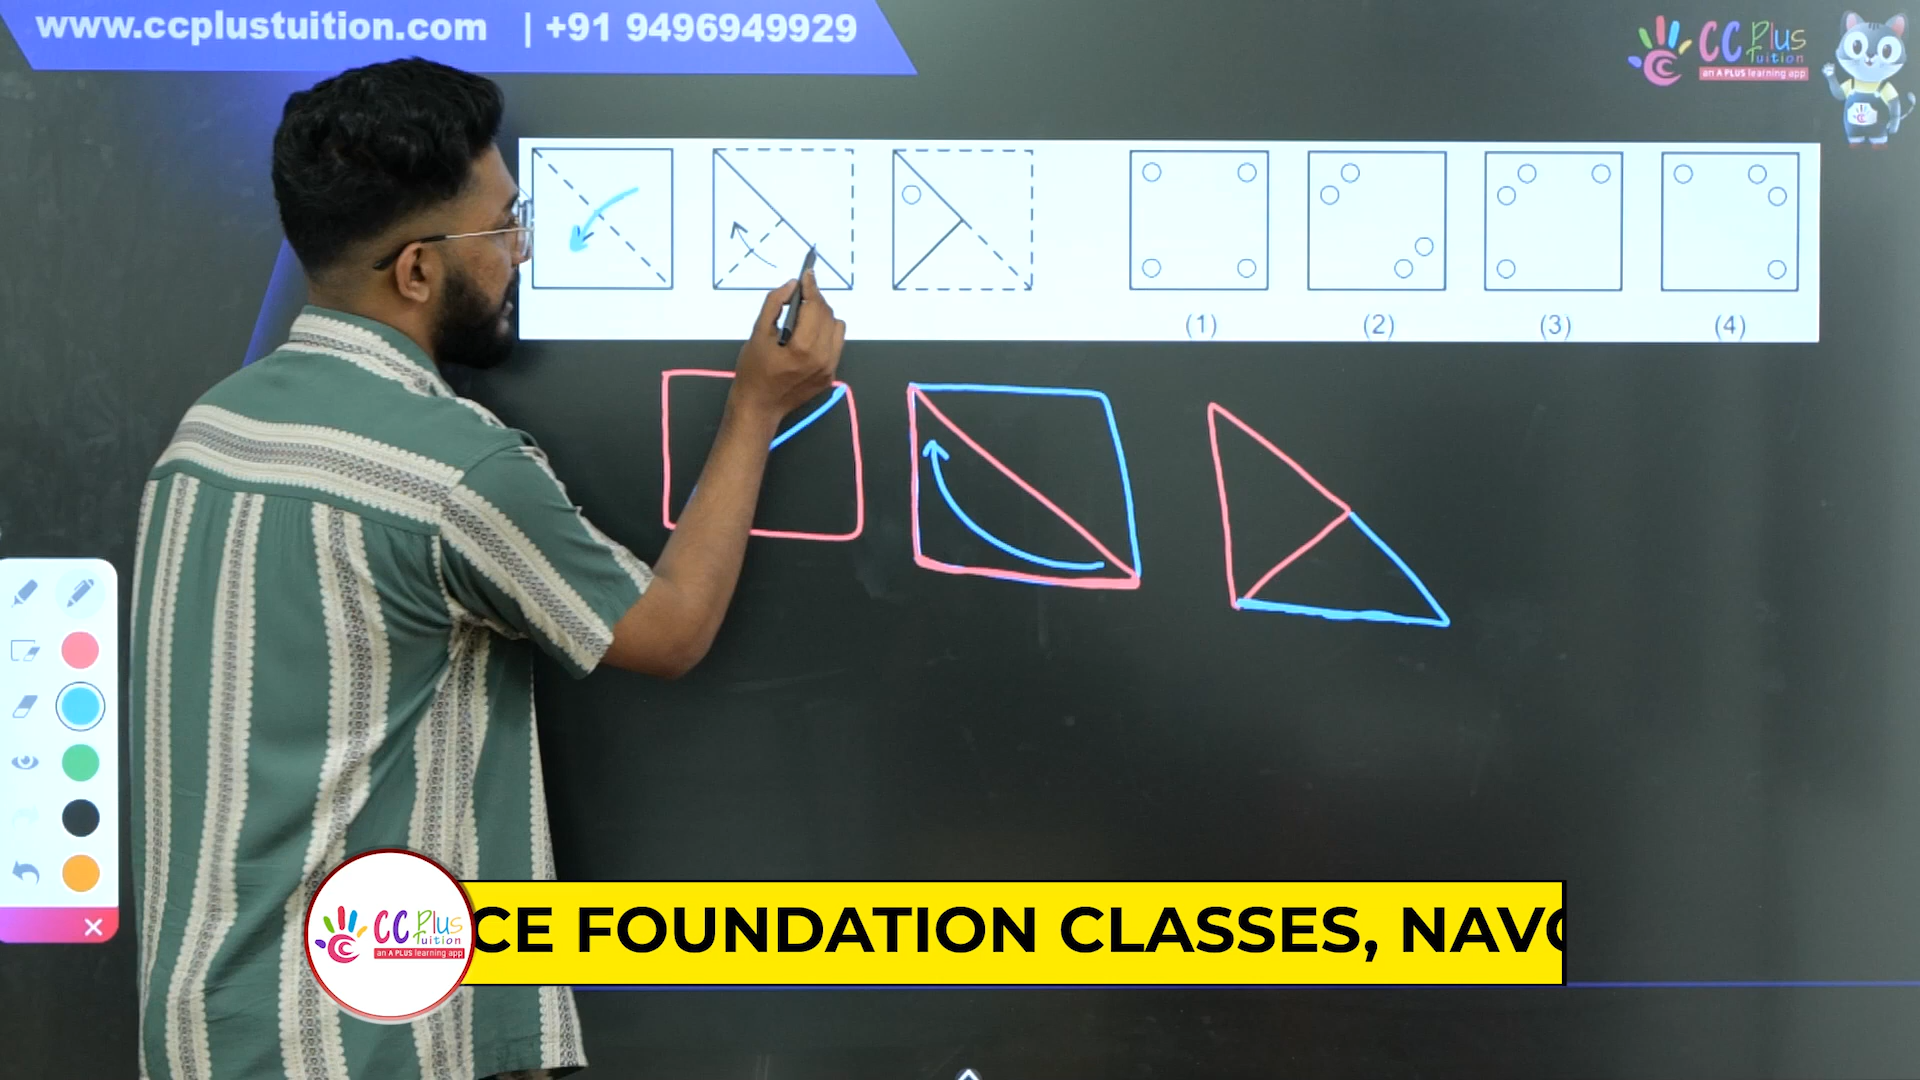 www.ccplustuition.com | +91 9496949929
CC Plus
Tuition
an A PLUS learning app
(1) (2) (3) (4)
CC Plus
Tuition
an A PLUS learning app
CE FOUNDATION CLASSES, NAVO